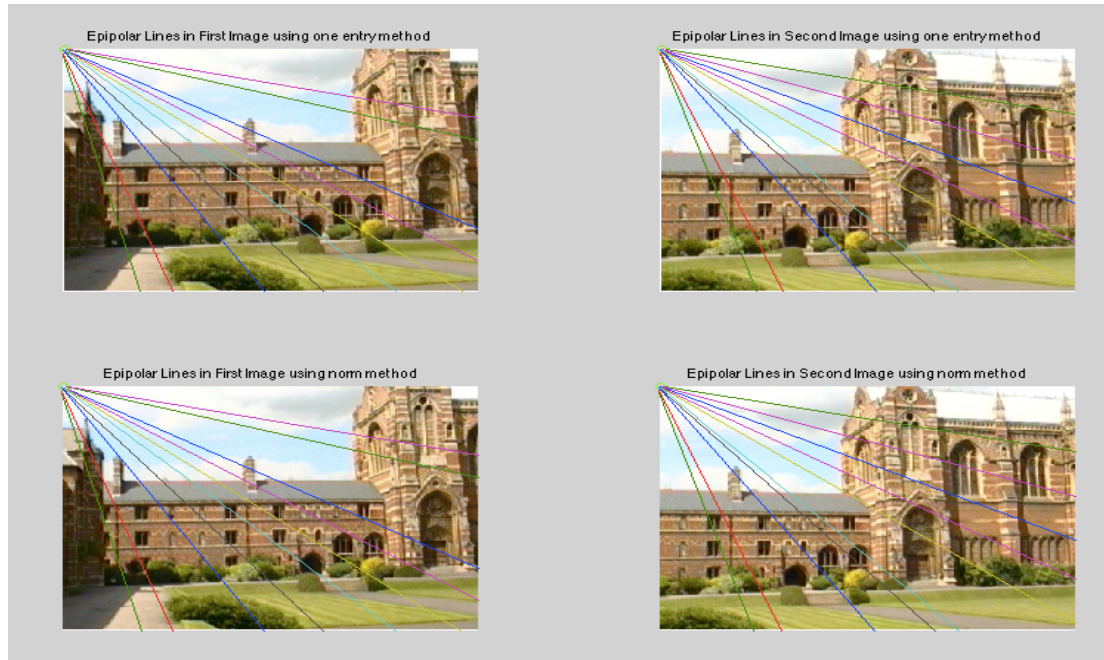 Epipolar Lines in First Image using one entry method
Epipolar Lines in Second Image using one entry method
Epipolar Lines in First Image using norm method
Epipolar Lines in Second Image using norm method